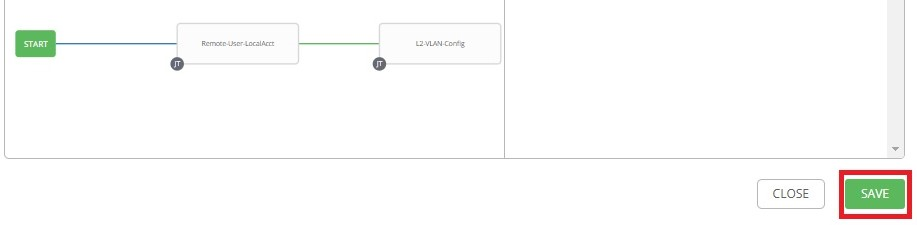 START
Remote-User-LocalAcct
L2-VLAN-Config
JT
JT
CLOSE
SAVE